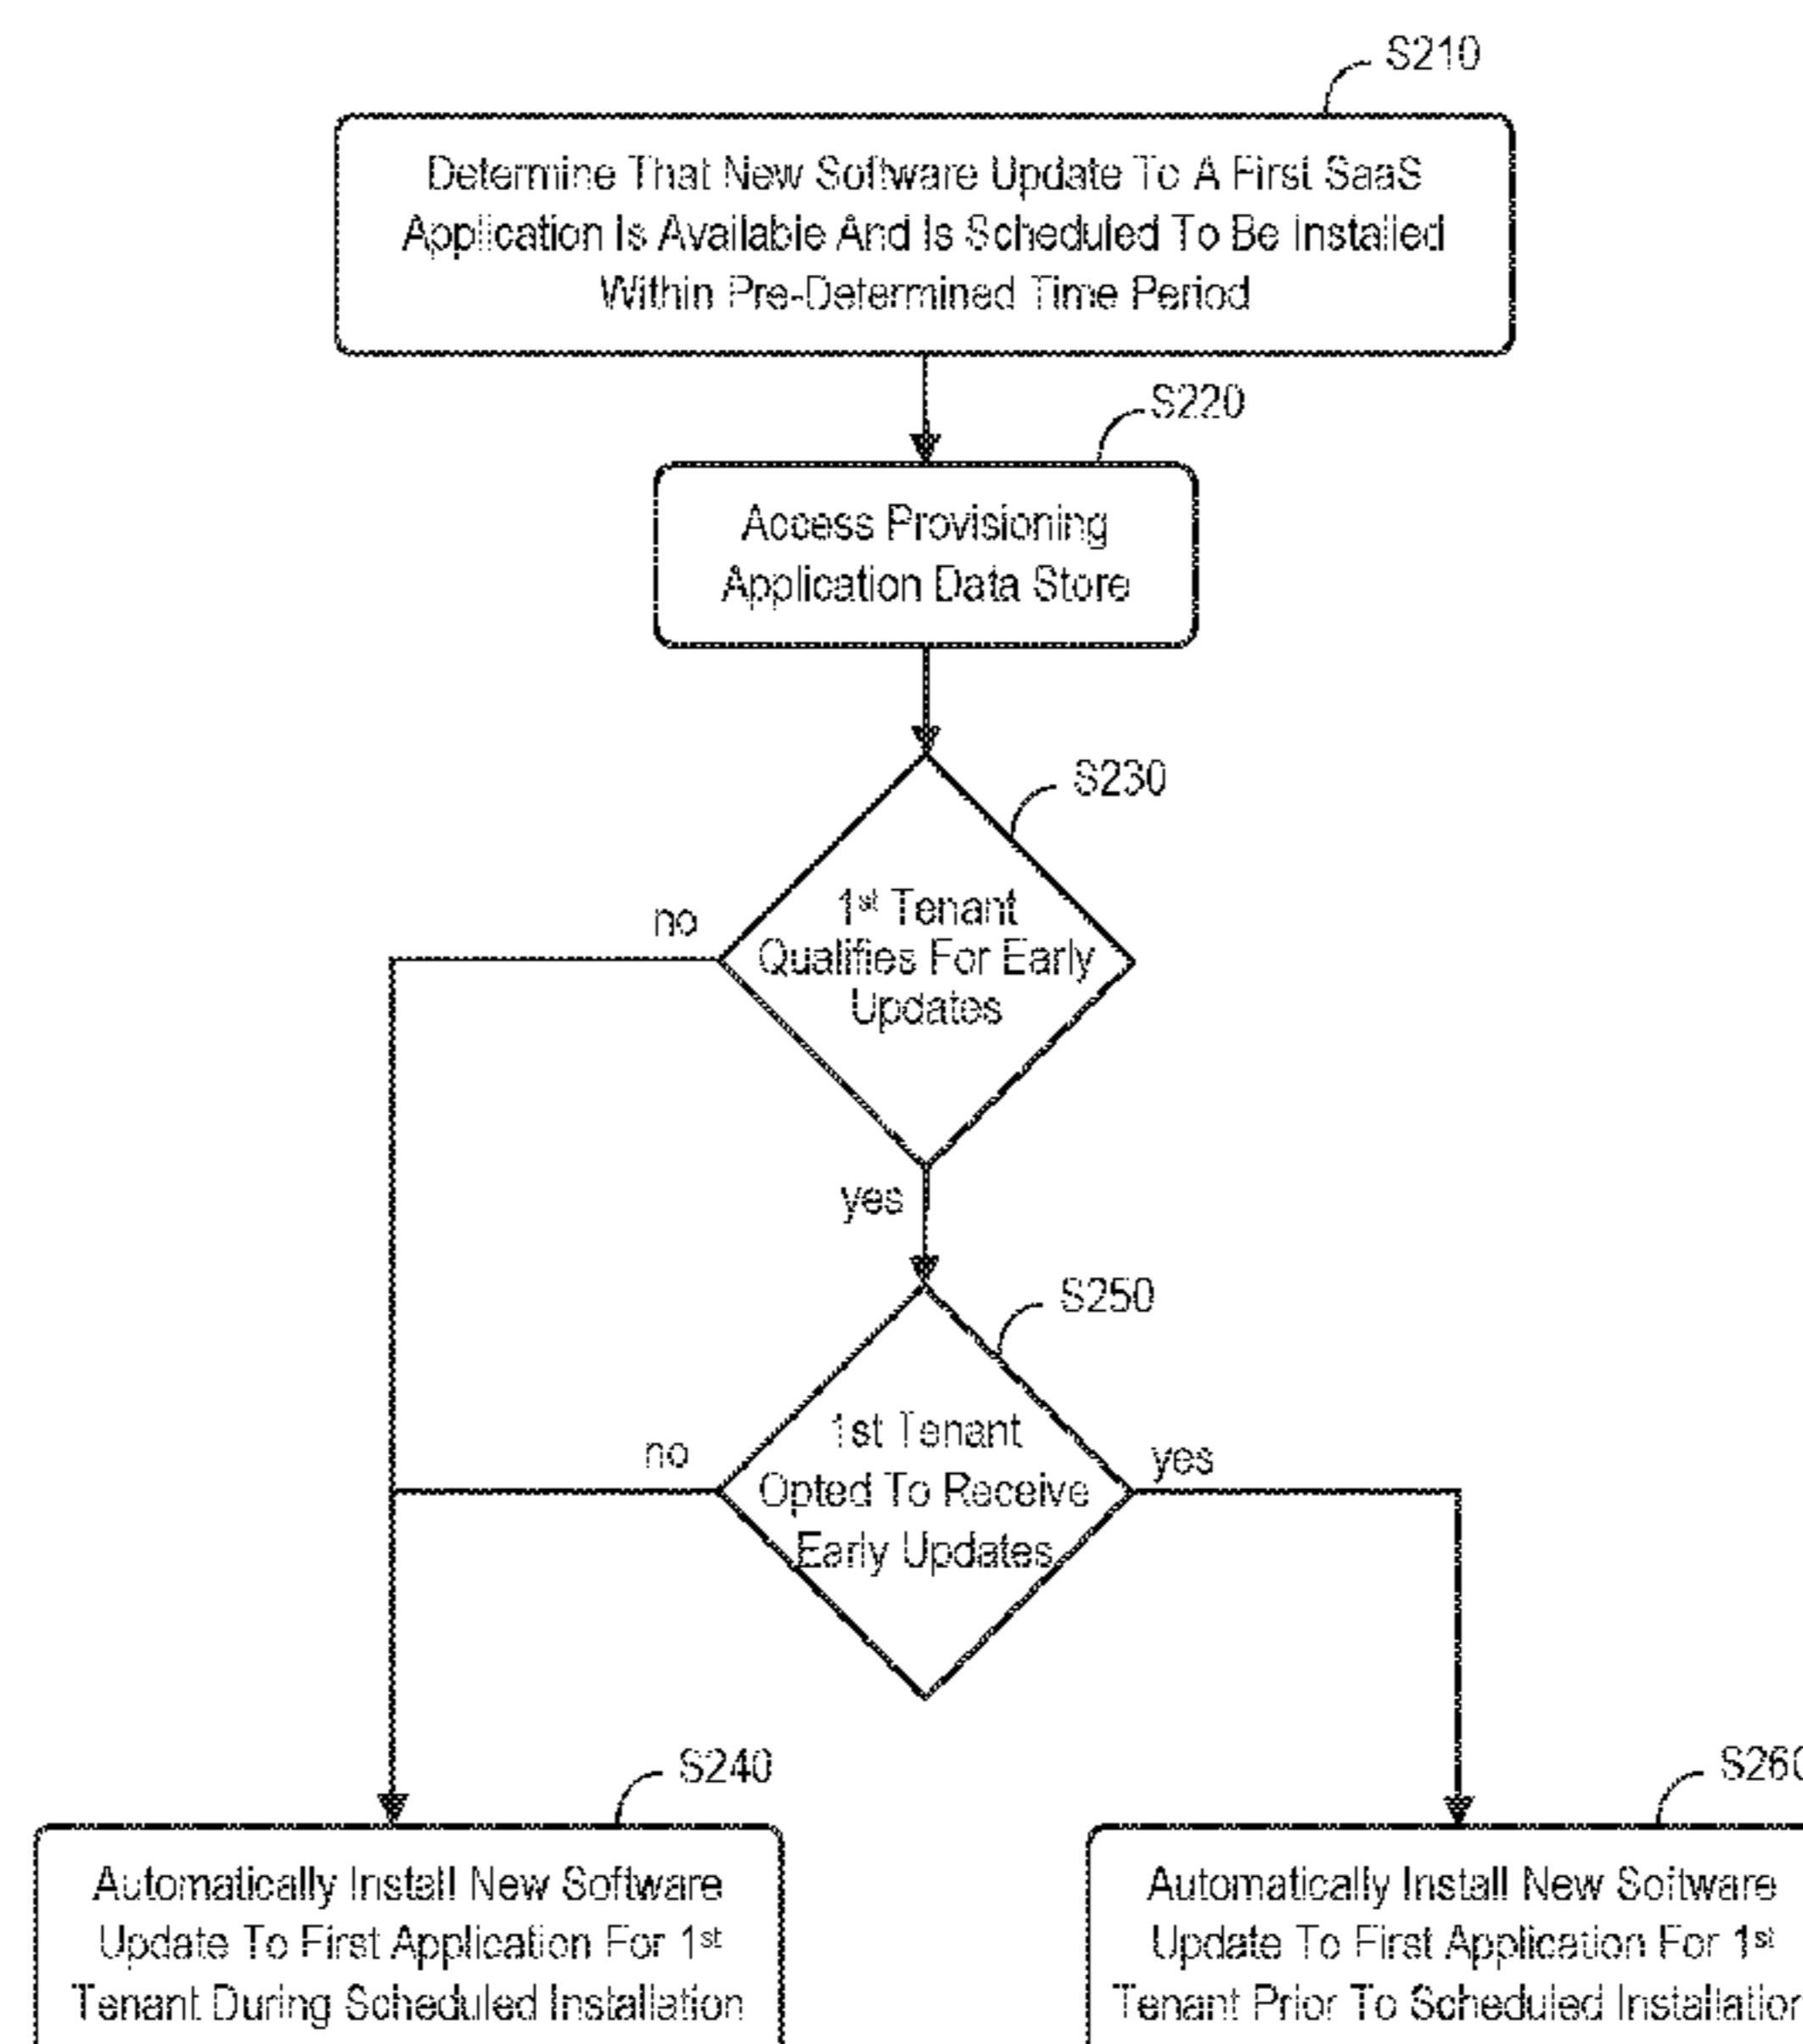 S210
Determine That New Software Update To A First SaaS
Application Is Available And Is Scheduled To Be Installed
Within Pre-Determined Time Period
S220
Access Provisioning
Application Data Store
S230
1st Tenant
Qualifies For Early
Updates
no
yes
S250
1st Tenant
Opted To Receive
Early Updates
no
yes
S240
Automatically Install New Software
Update To First Application For 1st
Tenant During Scheduled Installation
S260
Automatically Install New Software
Update To First Application For 1st
Tenant Prior To Scheduled Installation